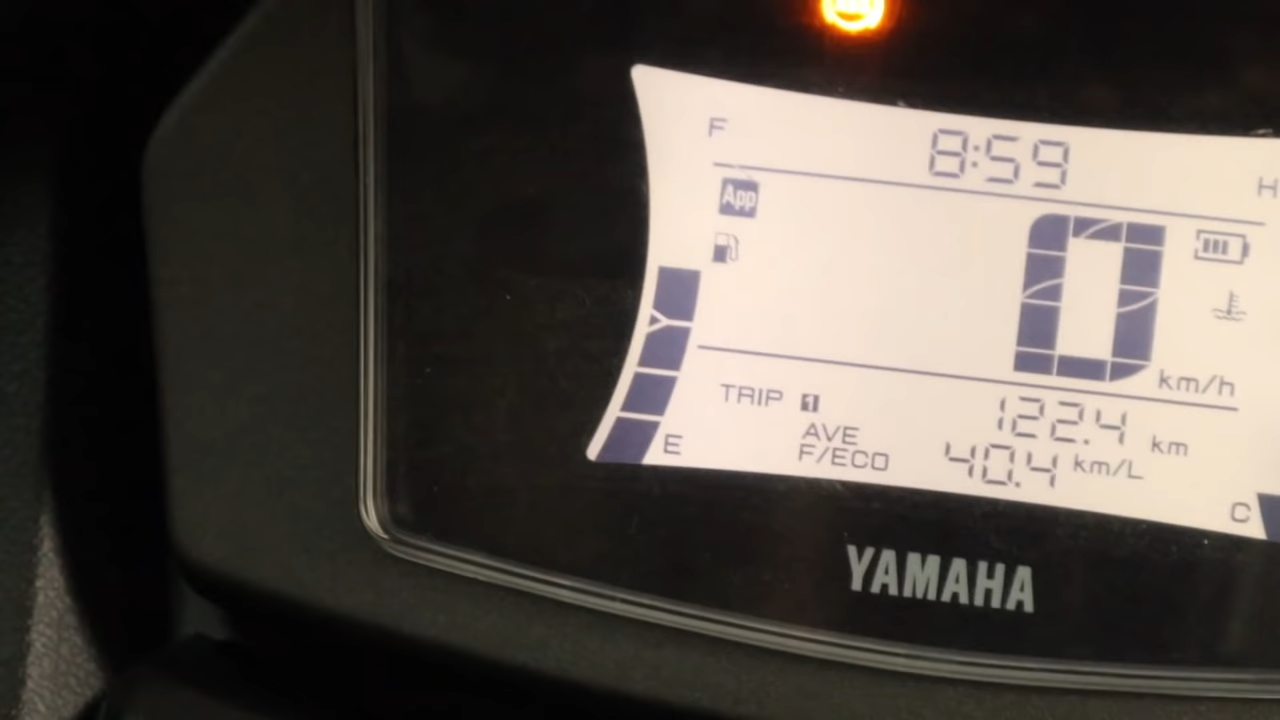 F
8:59
H
App
0
km/h
TRIP 1
122.4 km
AVE
F/ECO
40.4 km/L
E
C
YAMAHA